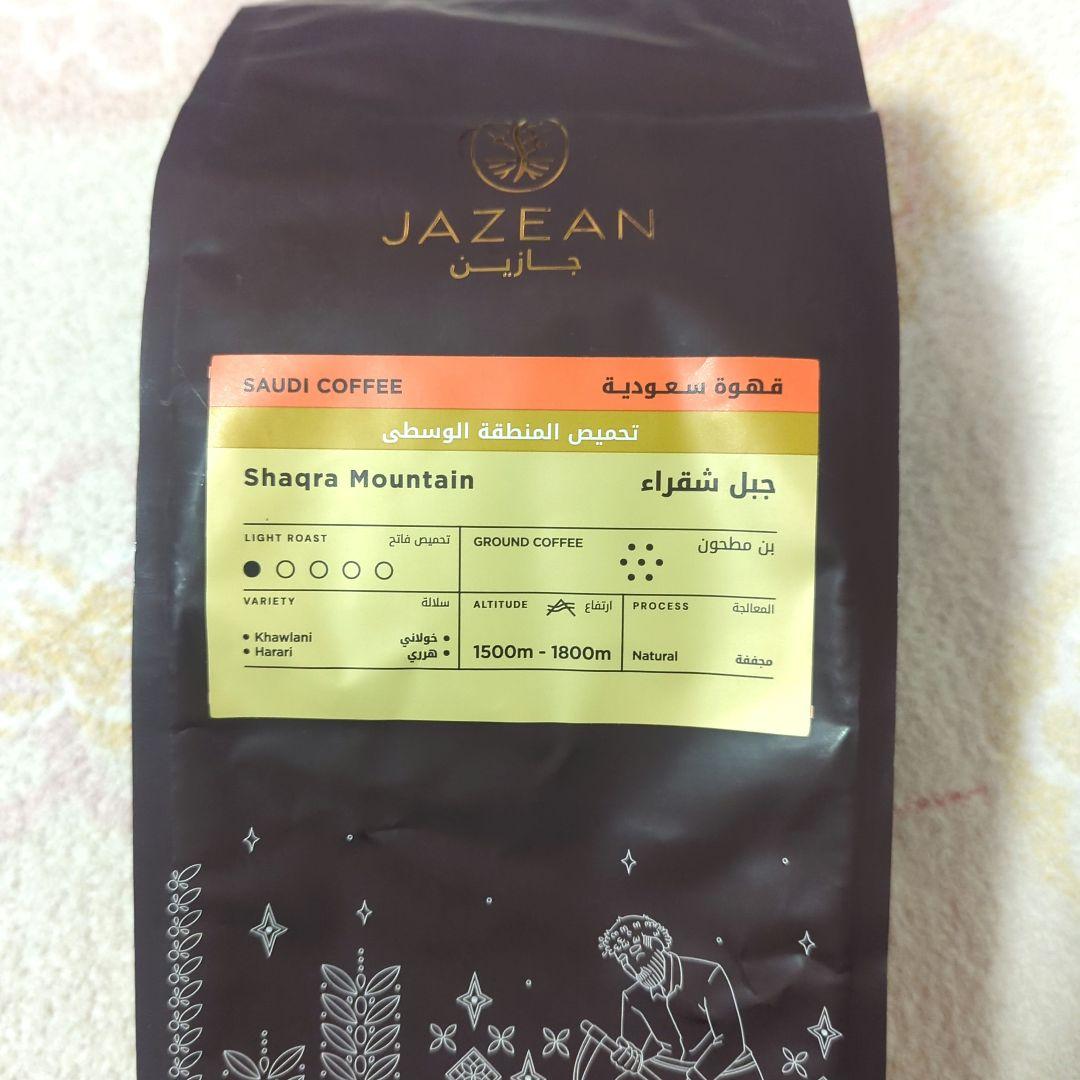 JAZEAN
جازين
SAUDI COFFEE قهوة سعودية
تحميص المنطقة الوسطى
Shaqra Mountain جبل شقراء
LIGHT ROAST تحميص فاتح
GROUND COFFEE بن مطحون
VARIETY سلالة
• Khawlani خولاني •
• Harari هرري •
ALTITUDE ارتفاع
1500m - 1800m
PROCESS المعالجة
Natural مجففة